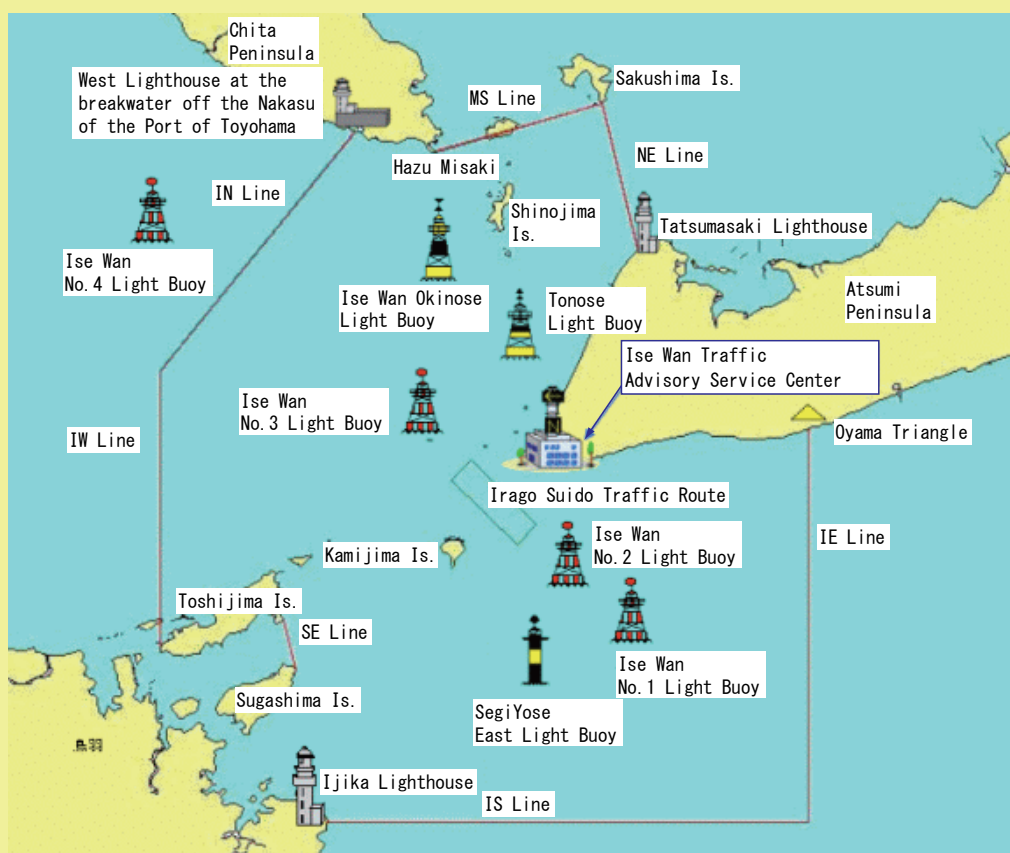 Chita
Peninsula
West Lighthouse at the
breakwater off the Nakasu
of the Port of Toyohama
MS Line
Sakushima Is.
NE Line
Hazu Misaki
IN Line
Shinojima
Is.
Tatsumasaki Lighthouse
Ise Wan
No.4 Light Buoy
Ise Wan Okinose
Light Buoy
Tonose
Light Buoy
Atsumi
Peninsula
Ise Wan Traffic
Advisory Service Center
Ise Wan
No.3 Light Buoy
IW Line
Oyama Triangle
Irago Suido Traffic Route
Ise Wan
No.2 Light Buoy
IE Line
Kamijima Is.
Toshijima Is.
SE Line
Ise Wan
No.1 Light Buoy
Sugashima Is.
SegiYose
East Light Buoy
鳥羽
Ijika Lighthouse
IS Line